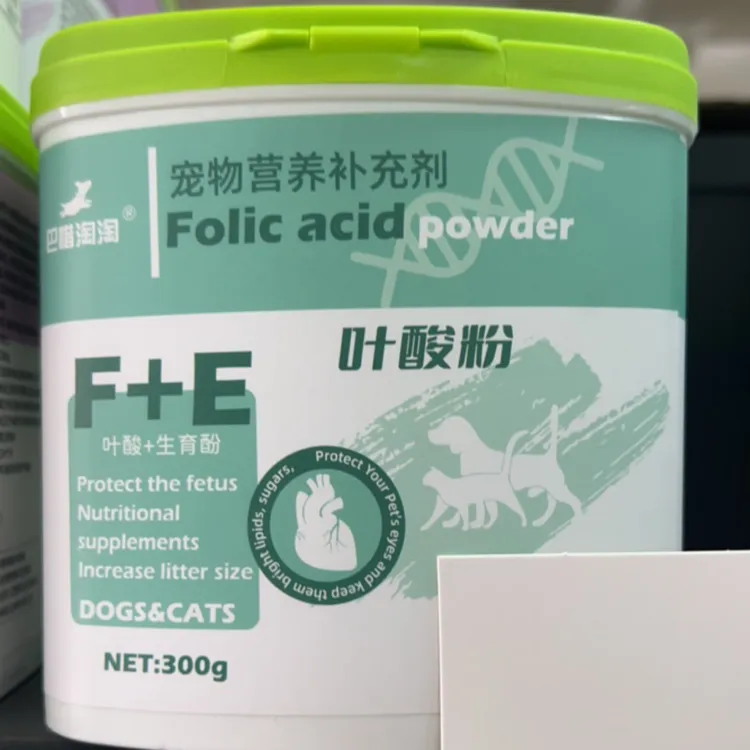 宠物营养补充剂
巴喵淘淘®
Folic acid powder
叶酸粉
F+E
叶酸+生育酚
Protect the fetus
Nutritional
supplements
Increase litter size
DOGS&CATS
Protect Your Pet's eyes and keep them bright lipids, sugars,
NET:300g